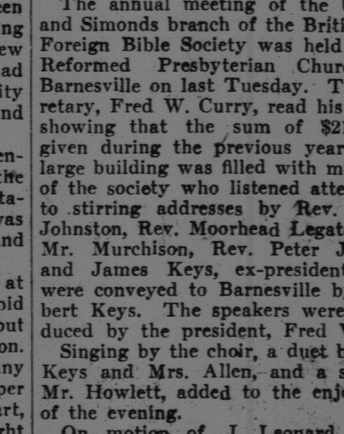 een
ng
ew
ad
ity
nd
en-
the
ta-
vas
nd
at
oid
out
on.
ny
per
rt,
ght
The annual meeting of the
and Simonds branch of the Briti
Foreign Bible Society was held
Reformed Presbyterian Churc
Barnesville on last Tuesday. T
retary, Fred W. Curry, read his
showing that the sum of $21
given during the previous year
large building was filled with m
of the society who listened atte
to stirring addresses by Rev.
Johnston, Rev. Moorhead Legat
Mr. Murchison, Rev. Peter J
and James Keys, ex-president
were conveyed to Barnesville b
bert Keys. The speakers were
duced by the president, Fred
Singing by the choir, a duet b
Keys and Mrs. Allen, and a s
Mr. Howlett, added to the enj
of the evening.
On motion of J. Leonard